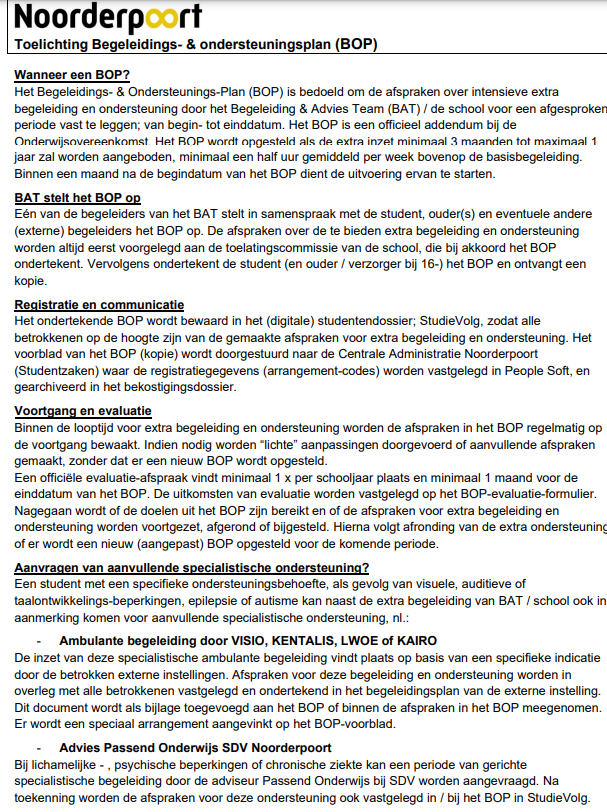 Noorderpoort
Toelichting Begeleidings- & ondersteuningsplan (BOP)
Wanneer een BOP?
Het Begeleidings- & Ondersteunings-Plan (BOP) is bedoeld om de afspraken over intensieve extra
begeleiding en ondersteuning door het Begeleiding & Advies Team (BAT) / de school voor een afgesproken
periode vast te leggen; van begin- tot einddatum. Het BOP is een officieel addendum bij de
Onderwijsovereenkomst. Het BOP wordt opgesteld als de extra inzet minimaal 3 maanden tot maximaal 1
jaar zal worden aangeboden, minimaal een half uur gemiddeld per week bovenop de basisbegeleiding.
Binnen een maand na de begindatum van het BOP dient de uitvoering ervan te starten.
BAT stelt het BOP op
Eén van de begeleiders van het BAT stelt in samenspraak met de student, ouder(s) en eventuele andere
(externe) begeleiders het BOP op. De afspraken over de te bieden extra begeleiding en ondersteuning
worden altijd eerst voorgelegd aan de toelatingscommissie van de school, die bij akkoord het BOP
ondertekent. Vervolgens ondertekent de student (en ouder / verzorger bij 16-) het BOP en ontvangt een
kopie.
Registratie en communicatie
Het ondertekende BOP wordt bewaard in het (digitale) studentendossier; StudieVolg, zodat alle
betrokkenen op de hoogte zijn van de gemaakte afspraken voor extra begeleiding en ondersteuning. Het
voorblad van het BOP (kopie) wordt doorgestuurd naar de Centrale Administratie Noorderpoort
(Studentzaken) waar de registratiegegevens (arrangement-codes) worden vastgelegd in People Soft, en
gearchiveerd in het bekostigingsdossier.
Voortgang en evaluatie
Binnen de looptijd voor extra begeleiding en ondersteuning worden de afspraken in het BOP regelmatig op
de voortgang bewaakt. Indien nodig worden “lichte” aanpassingen doorgevoerd of aanvullende afspraken
gemaakt, zonder dat er een nieuw BOP wordt opgesteld.
Een officiële evaluatie-afspraak vindt minimaal 1 x per schooljaar plaats en minimaal 1 maand voor de
einddatum van het BOP. De uitkomsten van evaluatie worden vastgelegd op het BOP-evaluatie-formulier.
Nagegaan wordt of de doelen uit het BOP zijn bereikt en of de afspraken voor extra begeleiding en
ondersteuning worden voortgezet, afgerond of bijgesteld. Hierna volgt afronding van de extra ondersteuning
of er wordt een nieuw (aangepast) BOP opgesteld voor de komende periode.
Aanvragen van aanvullende specialistische ondersteuning?
Een student met een specifieke ondersteuningsbehoefte, als gevolg van visuele, auditieve of
taalontwikkelings-beperkingen, epilepsie of autisme kan naast de extra begeleiding van BAT / school ook in
aanmerking komen voor aanvullende specialistische ondersteuning, nl.:
- Ambulante begeleiding door VISIO, KENTALIS, LWOE of KAIRO
De inzet van deze specialistische ambulante begeleiding vindt plaats op basis van een specifieke indicatie
door de betrokken externe instellingen. Afspraken voor deze begeleiding en ondersteuning worden in
overleg met alle betrokkenen vastgelegd en ondertekend in het begeleidingsplan van de externe instelling.
Dit document wordt als bijlage toegevoegd aan het BOP of binnen de afspraken in het BOP meegenomen.
Er wordt een speciaal arrangement aangevinkt op het BOP-voorblad.
- Advies Passend Onderwijs SDV Noorderpoort
Bij lichamelijke - , psychische beperkingen of chronische ziekte kan een periode van gerichte
specialistische begeleiding door de adviseur Passend Onderwijs bij SDV worden aangevraagd. Na
toekenning worden de afspraken voor deze ondersteuning ook vastgelegd in / bij het BOP in StudieVolg.